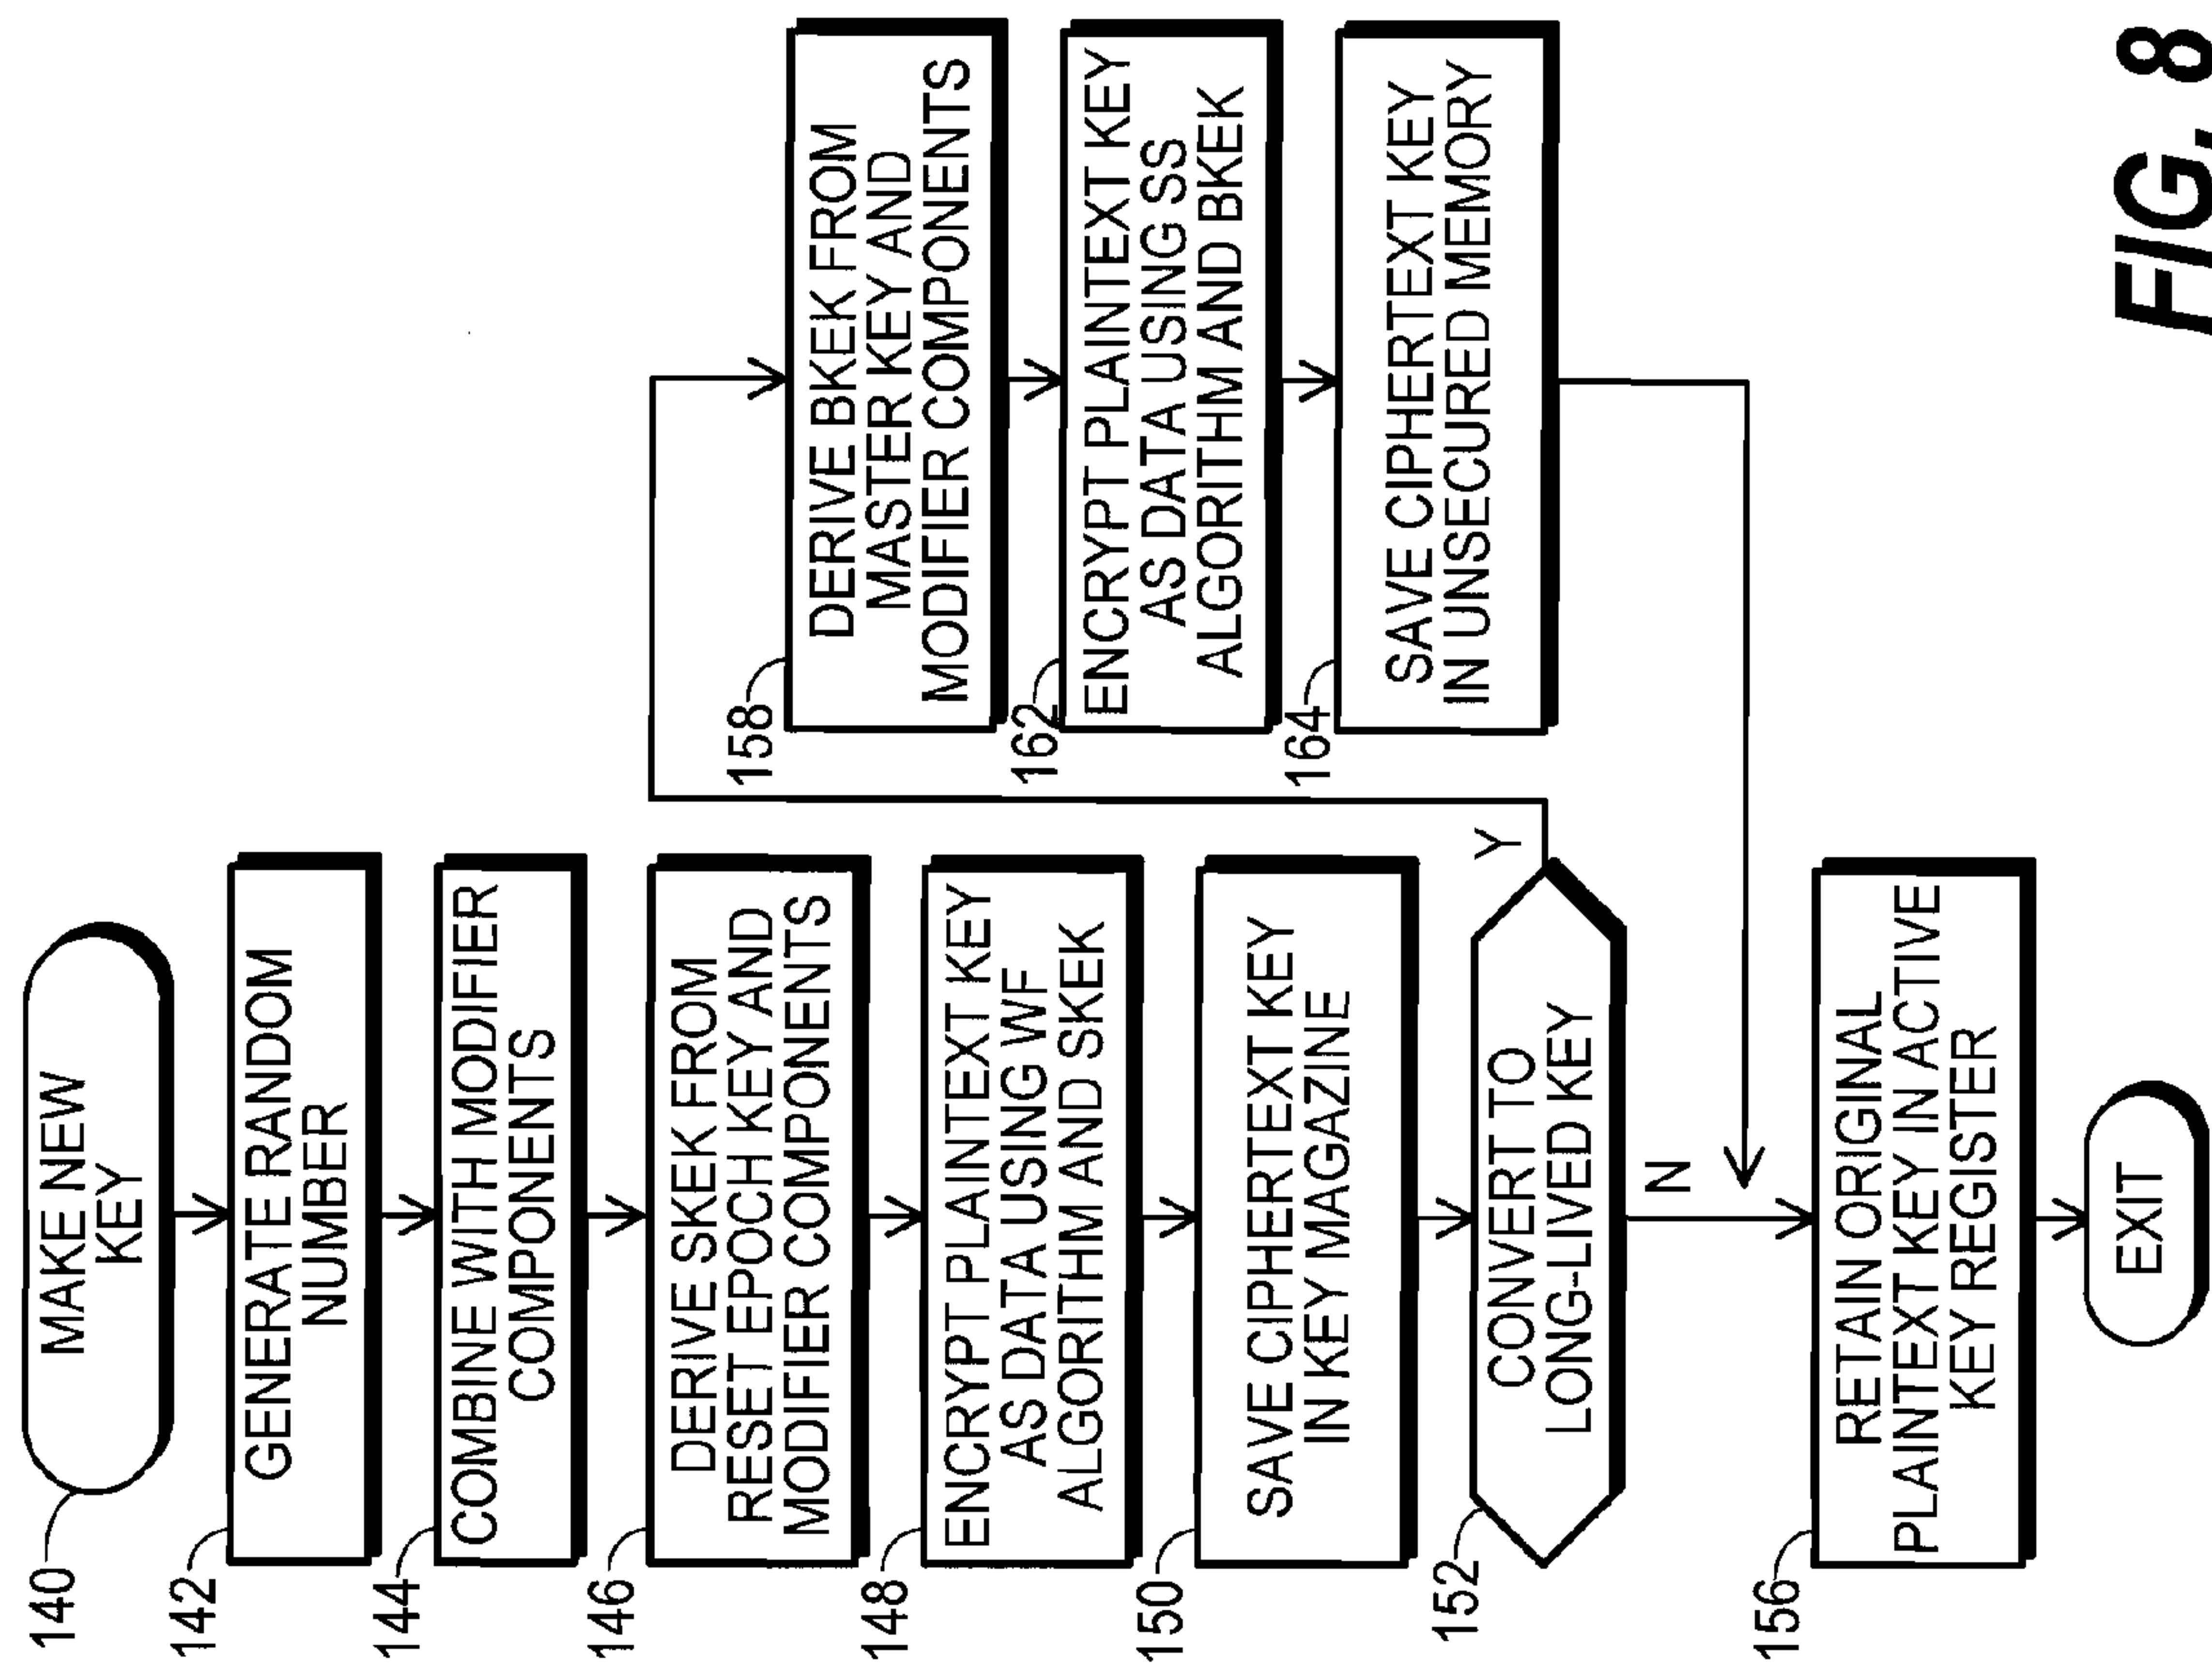 140
MAKE NEW
KEY
142
GENERATE RANDOM
NUMBER
144
COMBINE WITH MODIFIER
COMPONENTS
146
DERIVE SKEK FROM
RESET EPOCH KEY AND
MODIFIER COMPONENTS
148
ENCRYPT PLAINTEXT KEY
AS DATA USING WF
ALGORITHM AND SKEK
150
SAVE CIPHERTEXT KEY
IN KEY MAGAZINE
152
CONVERT TO
LONG-LIVED KEY
Y
N
158
DERIVE BKEK FROM
MASTER KEY AND
MODIFIER COMPONENTS
162
ENCRYPT PLAINTEXT KEY
AS DATA USING SS
ALGORITHM AND BKEK
164
SAVE CIPHERTEXT KEY
IN UNSECURED MEMORY
156
RETAIN ORIGINAL
PLAINTEXT KEY IN ACTIVE
KEY REGISTER
EXIT
FIG. 8